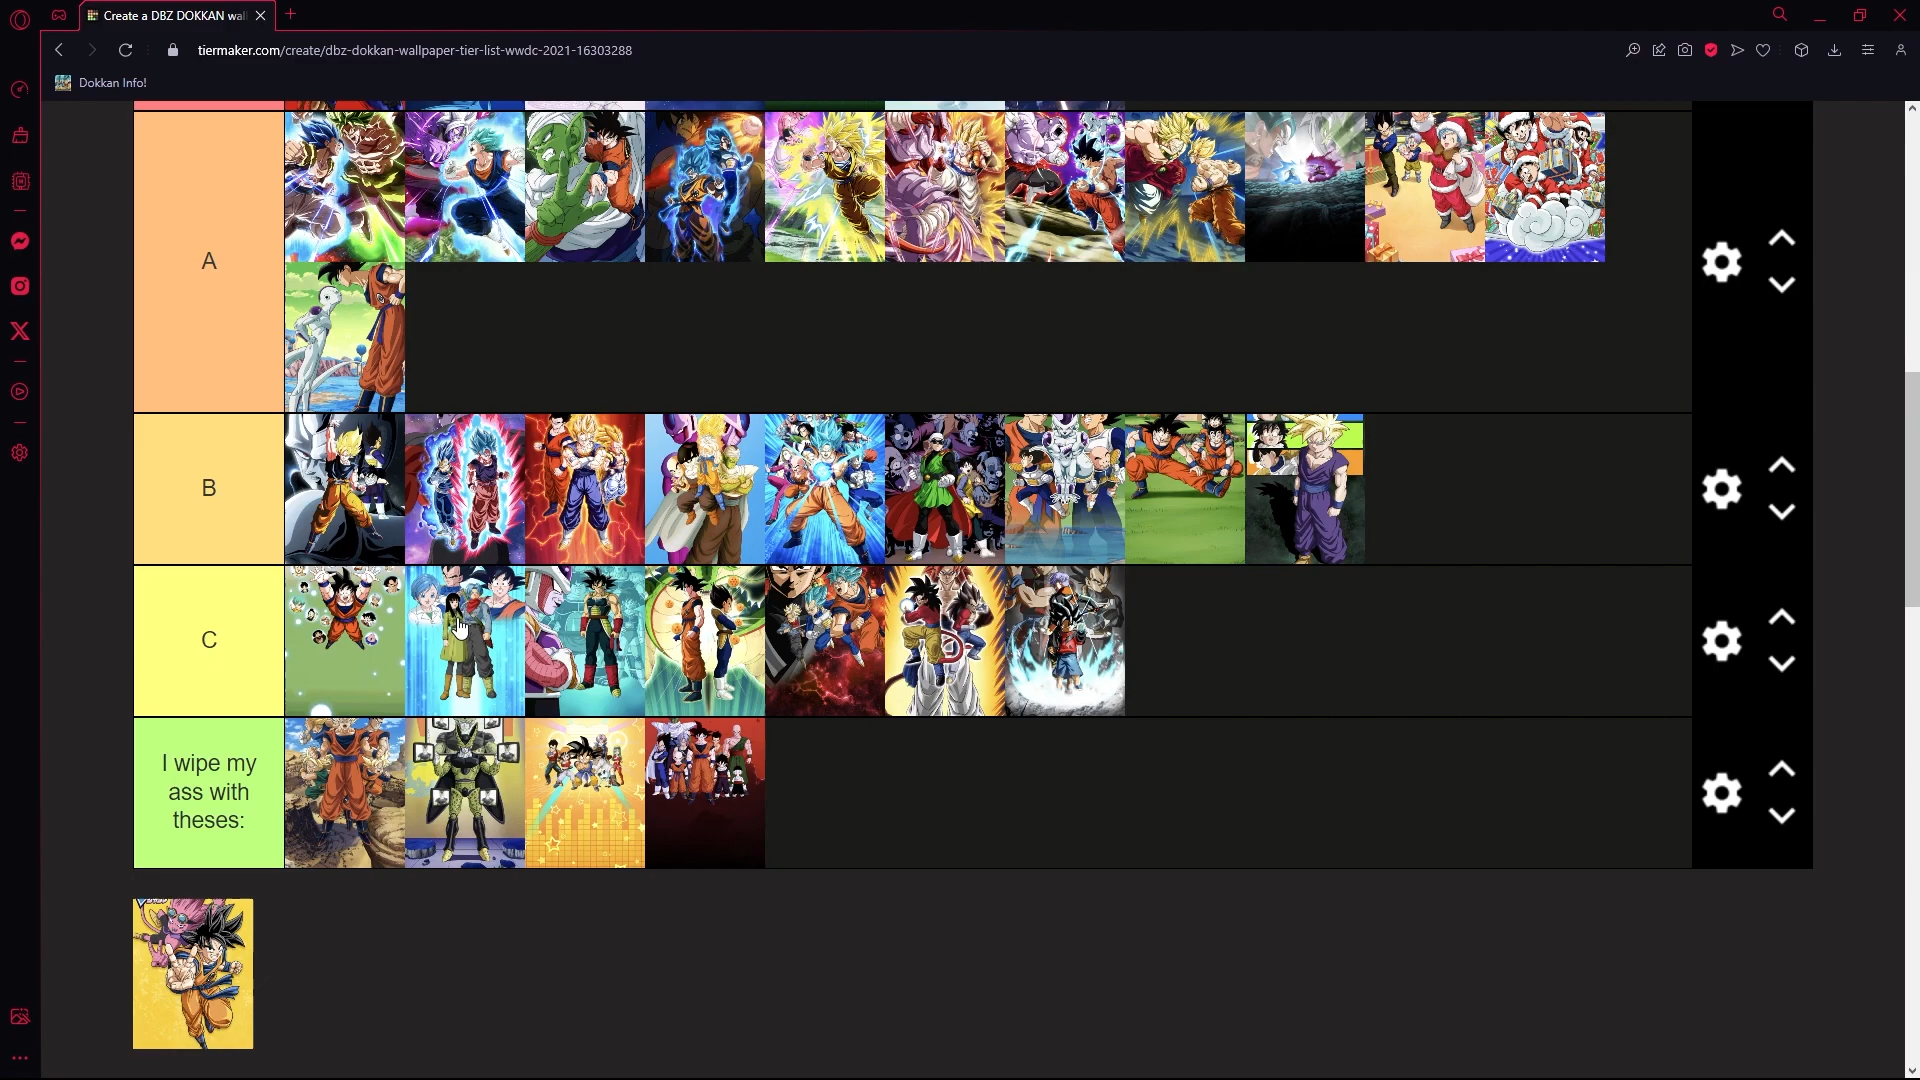 Create a DBZ DOKKAN wal
tiermaker.com/create/dbz-dokkan-wallpaper-tier-list-wwdc-2021-16303288
Dokkan Info!
A
B
C
I wipe my
ass with
theses: